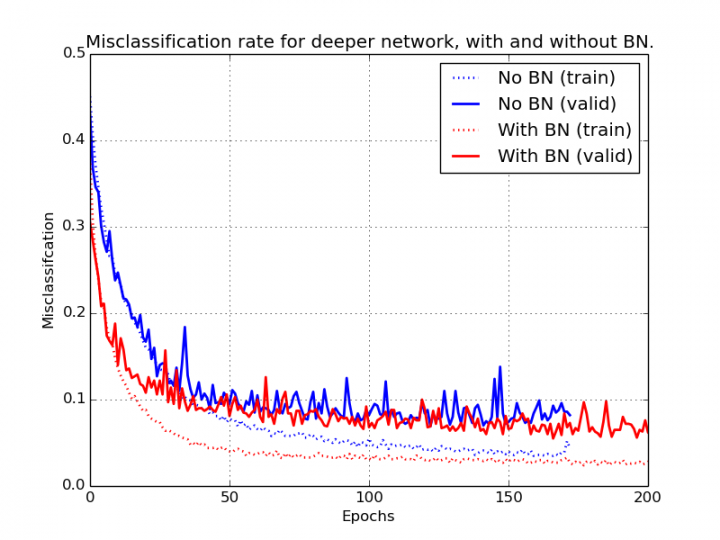 Misclassification rate for deeper network, with and without BN.
No BN (train)
No BN (valid)
With BN (train)
With BN (valid)
Misclassifcation
0.5
0.4
0.3
0.2
0.1
0.0
0 50 100 150 200
Epochs